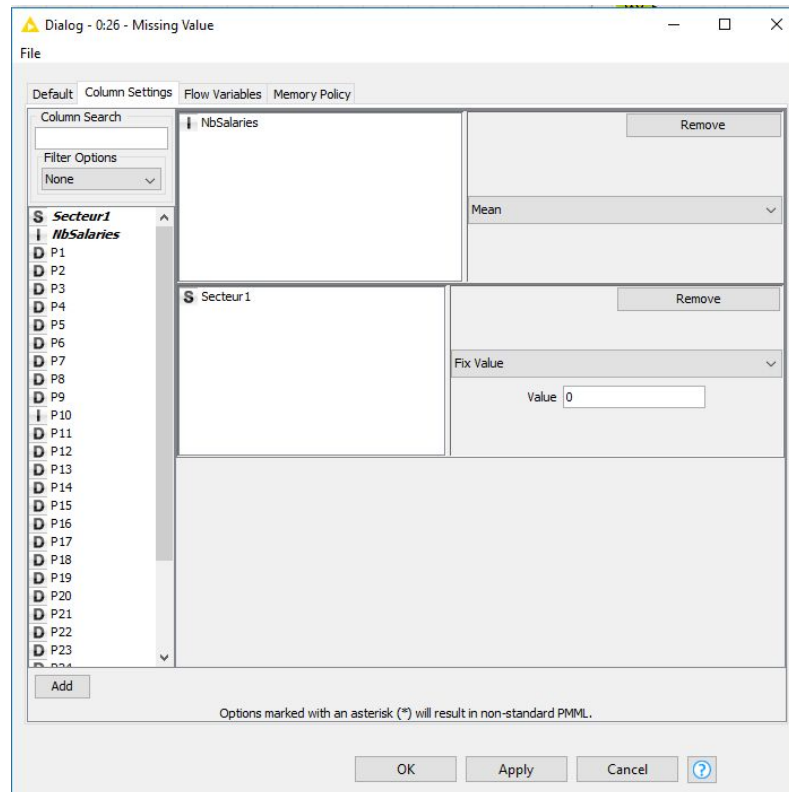 Dialog - 0:26 - Missing Value
File
Default Column Settings Flow Variables Memory Policy
Column Search
Filter Options
None
S Secteur1
I NbSalaries
D P1
D P2
D P3
D P4
D P5
D P6
D P7
D P8
D P9
I P10
D P11
D P12
D P13
D P14
D P15
D P16
D P17
D P18
D P19
D P20
D P21
D P22
D P23
Add
I NbSalaries
Remove
Mean
S Secteur1
Remove
Fix Value
Value 0
Options marked with an asterisk (*) will result in non-standard PMML.
OK Apply Cancel ?